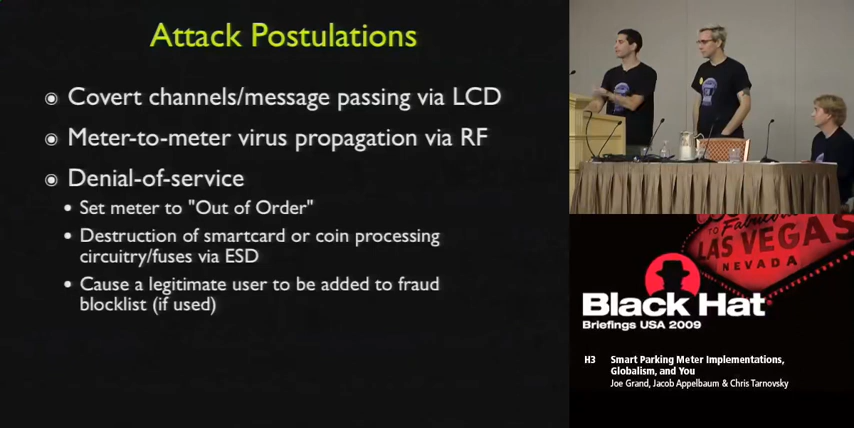 Attack Postulations
Covert channels/message passing via LCD
Meter-to-meter virus propagation via RF
Denial-of-service
Set meter to "Out of Order"
Destruction of smartcard or coin processing
circuitry/fuses via ESD
Cause a legitimate user to be added to fraud
blocklist (if used)
TO Fabulous
LAS VEGAS
NEVADA
Black Hat
Briefings USA 2009
H3 Smart Parking Meter Implementations,
Globalism, and You
Joe Grand, Jacob Appelbaum & Chris Tarnovsky